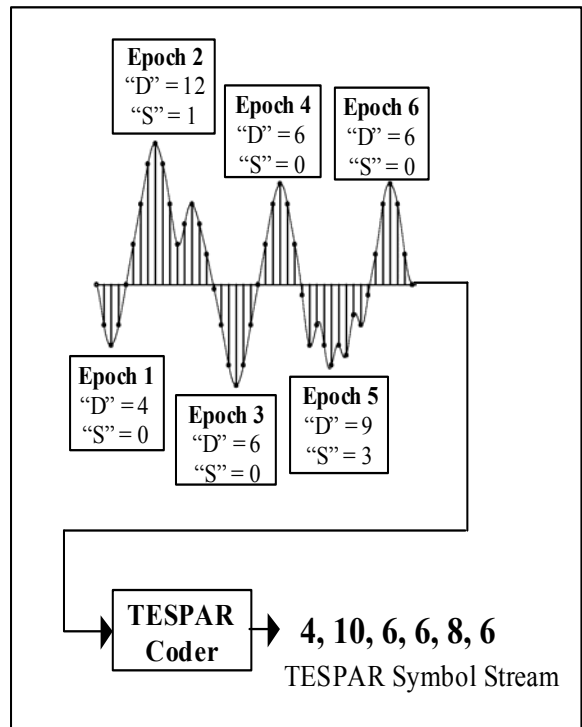 Epoch 2
“D” = 12
“S” = 1
Epoch 4
“D” = 6
“S” = 0
Epoch 6
“D” = 6
“S” = 0
Epoch 1
“D” = 4
“S” = 0
Epoch 3
“D” = 6
“S” = 0
Epoch 5
“D” = 9
“S” = 3
TESPAR
Coder
4, 10, 6, 6, 8, 6
TESPAR Symbol Stream